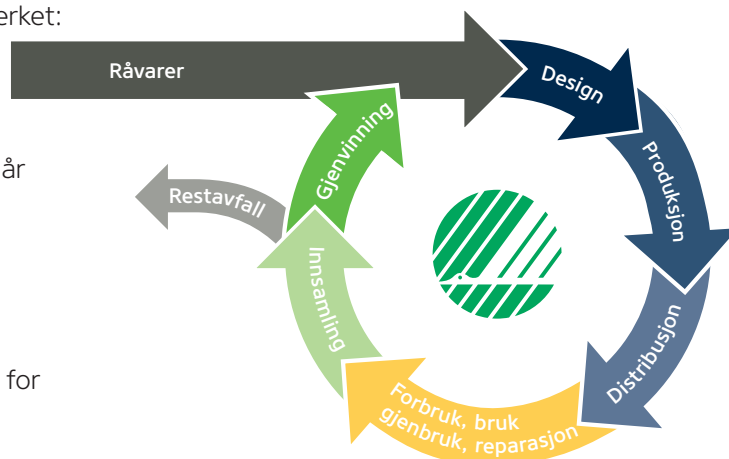 erket:
Råvarer
Design
Produksjon
Distribusjon
Forbruk, bruk
gjenbruk, reparasjon
Innsamling
Gjenvinning
Restavfall
år
for